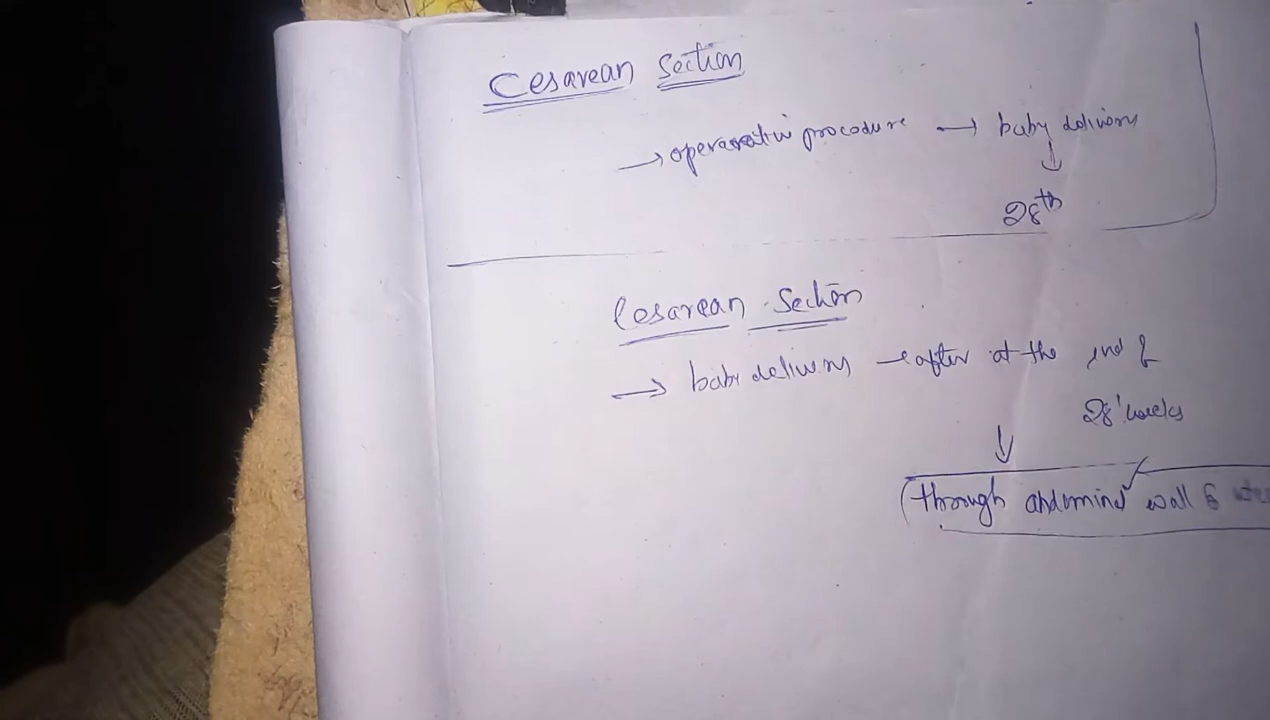 Cesarean Section
→ operative procedure → baby delivery
↓
28th
Cesarean Section
→ baby delivery → after at the end of
28 weeks
↓
(through abdominal wall &